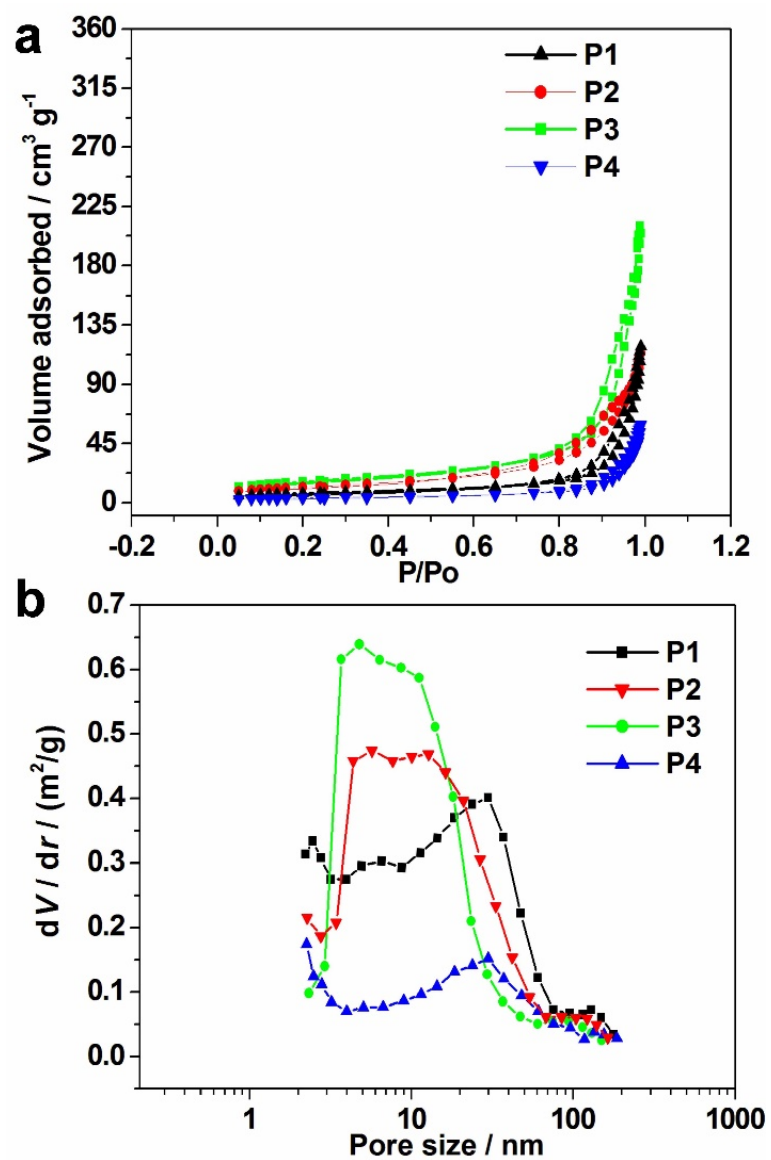 a
360
315
270
225
180
135
90
45
0
Volume adsorbed / cm³ g⁻¹
P1
P2
P3
P4
-0.2 0.0 0.2 0.4 0.6 0.8 1.0 1.2
P/Po
b
0.7
0.6
0.5
0.4
0.3
0.2
0.1
0.0
dV / dr / (m²/g)
P1
P2
P3
P4
1 10 100 1000
Pore size / nm